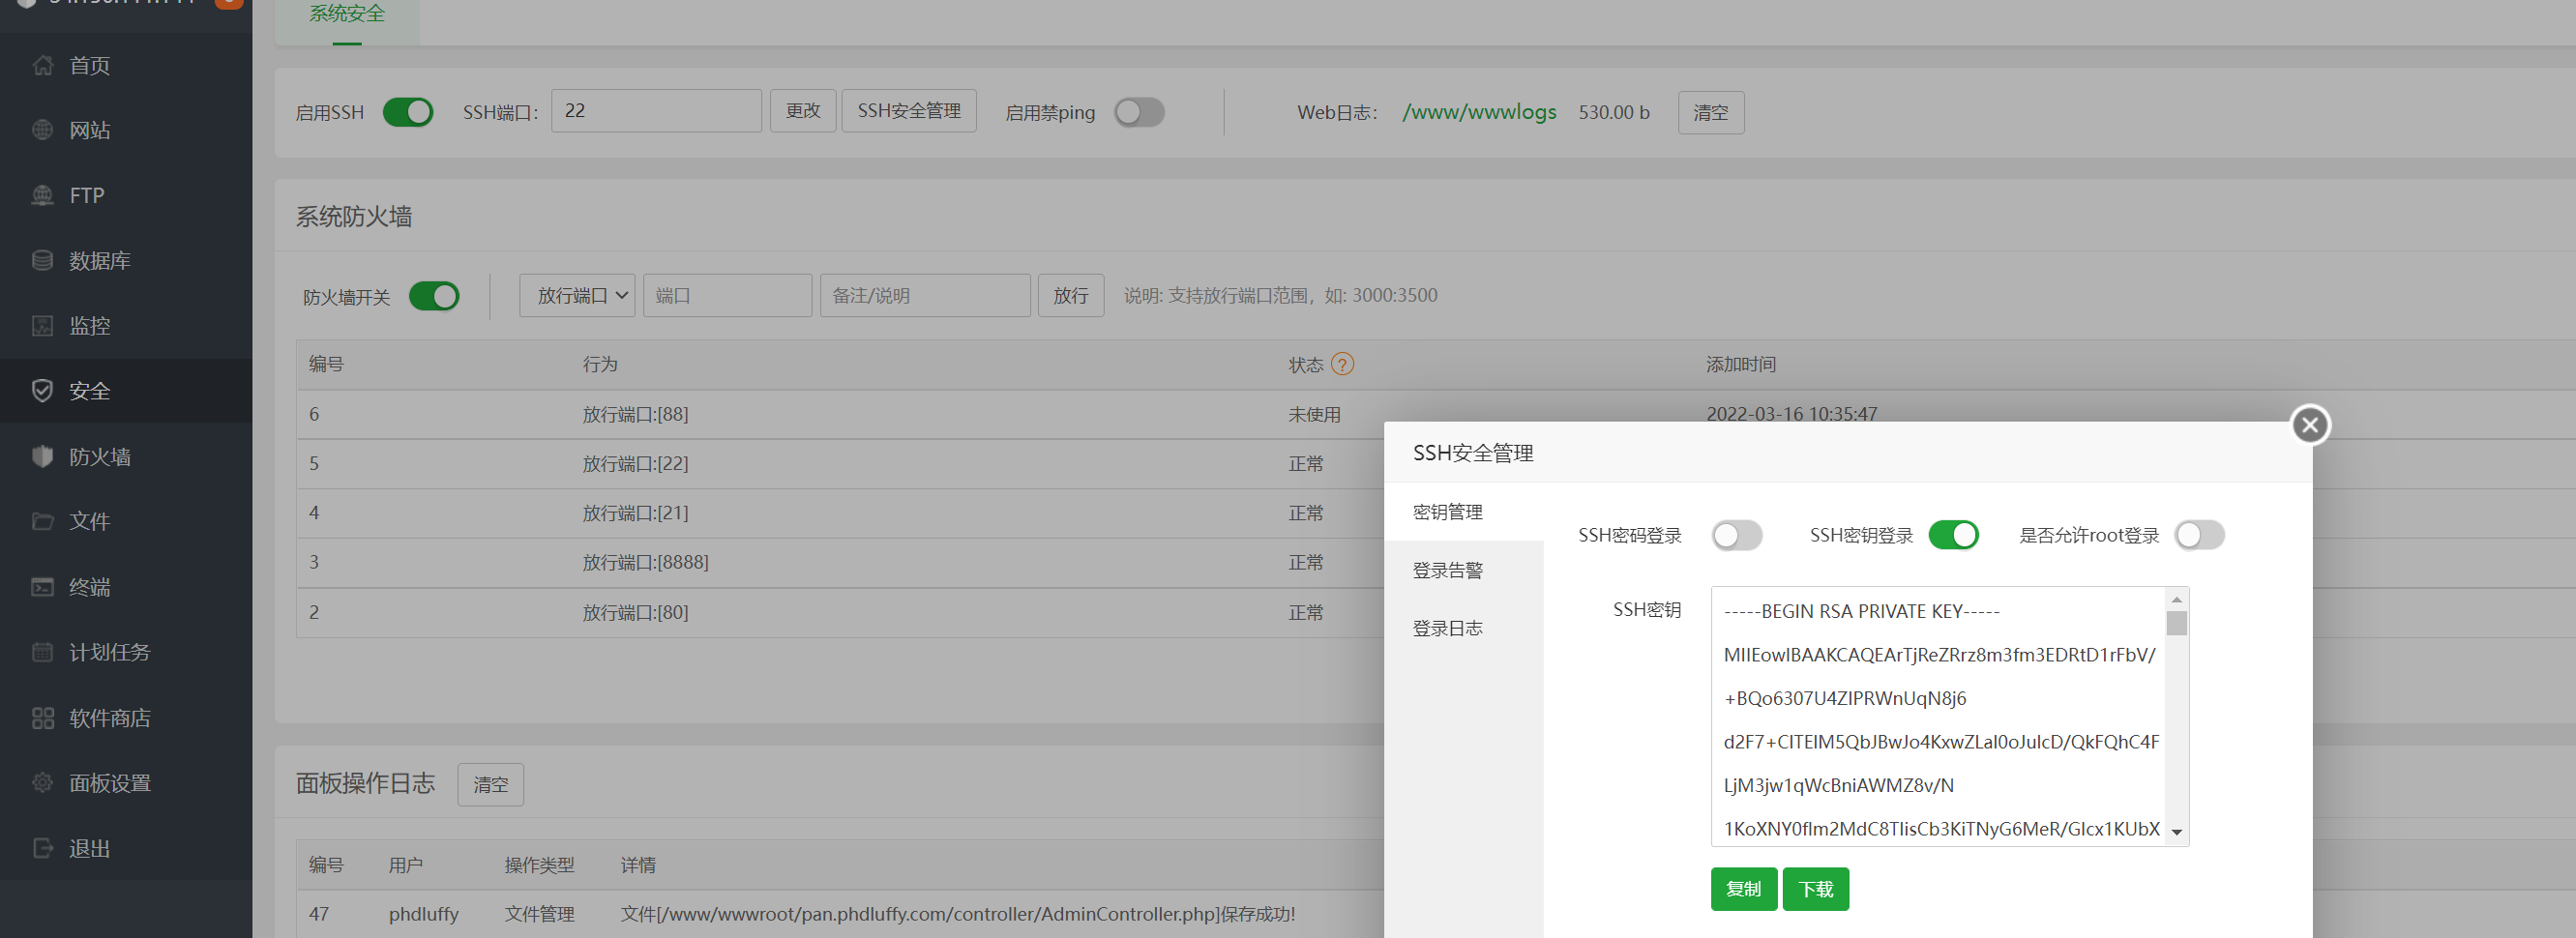 系统安全
首页
网站
FTP
数据库
监控
安全
防火墙
文件
终端
计划任务
软件商店
面板设置
退出
启用SSH SSH端口: 22 更改 SSH安全管理 启用禁ping Web日志: /www/wwwlogs 530.00 b 清空
系统防火墙
防火墙开关 放行端口 端口 备注/说明 放行 说明: 支持放行端口范围，如: 3000:3500
编号 行为 状态 ? 添加时间
6 放行端口:[88] 未使用 2022-03-16 10:35:47
5 放行端口:[22] 正常
4 放行端口:[21] 正常
3 放行端口:[8888] 正常
2 放行端口:[80] 正常
面板操作日志 清空
编号 用户 操作类型 详情
47 phdluffy 文件管理 文件[/www/wwwroot/pan.phdluffy.com/controller/AdminController.php]保存成功!
SSH安全管理
密钥管理
登录告警
登录日志
SSH密码登录 SSH密钥登录 是否允许root登录
SSH密钥
-----BEGIN RSA PRIVATE KEY-----
MIIEowIBAAKCAQEArTjReZRrz8m3fm3EDRtD1rFbV/
+BQo6307U4ZIPRWnUqN8j6
d2F7+ClTElM5QbJBwJo4KxwZLal0oJulcD/QkFQhC4F
LjM3jw1qWcBniAWMZ8v/N
1KoXNY0flm2MdC8TIisCb3KiTNyG6MeR/Glcx1KUbX
复制 下载